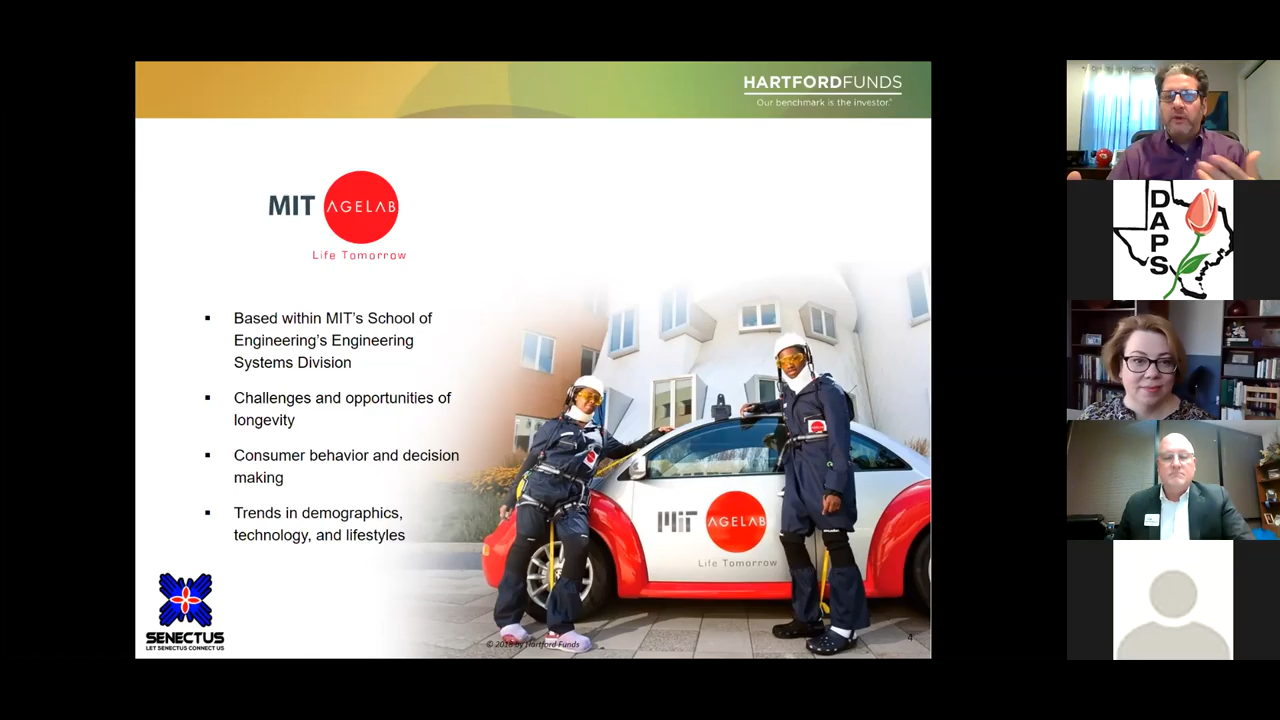 HARTFORDFUNDS
Our benchmark is the investor.®
MIT AGELAB
Life Tomorrow
▪ Based within MIT's School of
Engineering's Engineering
Systems Division
▪ Challenges and opportunities of
longevity
▪ Consumer behavior and decision
making
▪ Trends in demographics,
technology, and lifestyles
MIT AGELAB
Life Tomorrow
SENECTUS
LET SENECTUS CONNECT US
© 2018 by Hartford Funds
4
DAPS